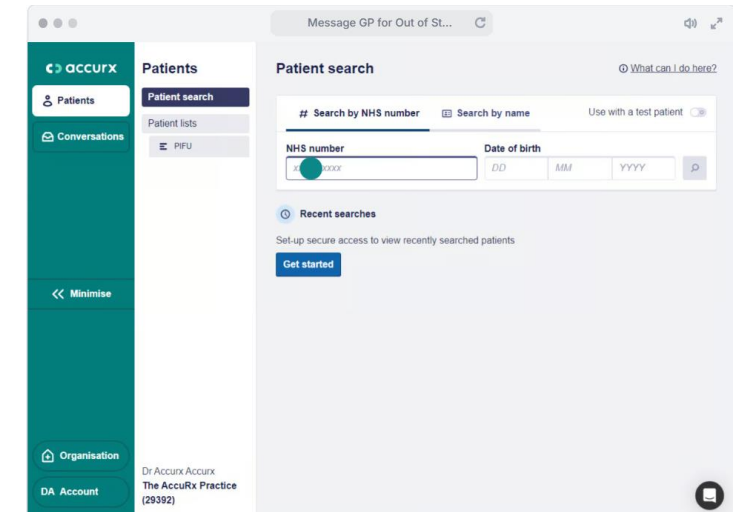 Message GP for Out of St...
accurx
Patients
Conversations
Minimise
Organisation
DA Account
Patients
Patient search
Patient lists
PIFU
Dr Accurx Accurx
The AccuRx Practice
(29392)
Patient search
What can I do here?
# Search by NHS number
Search by name
Use with a test patient
NHS number
Date of birth
DD MM YYYY
Recent searches
Set-up secure access to view recently searched patients
Get started